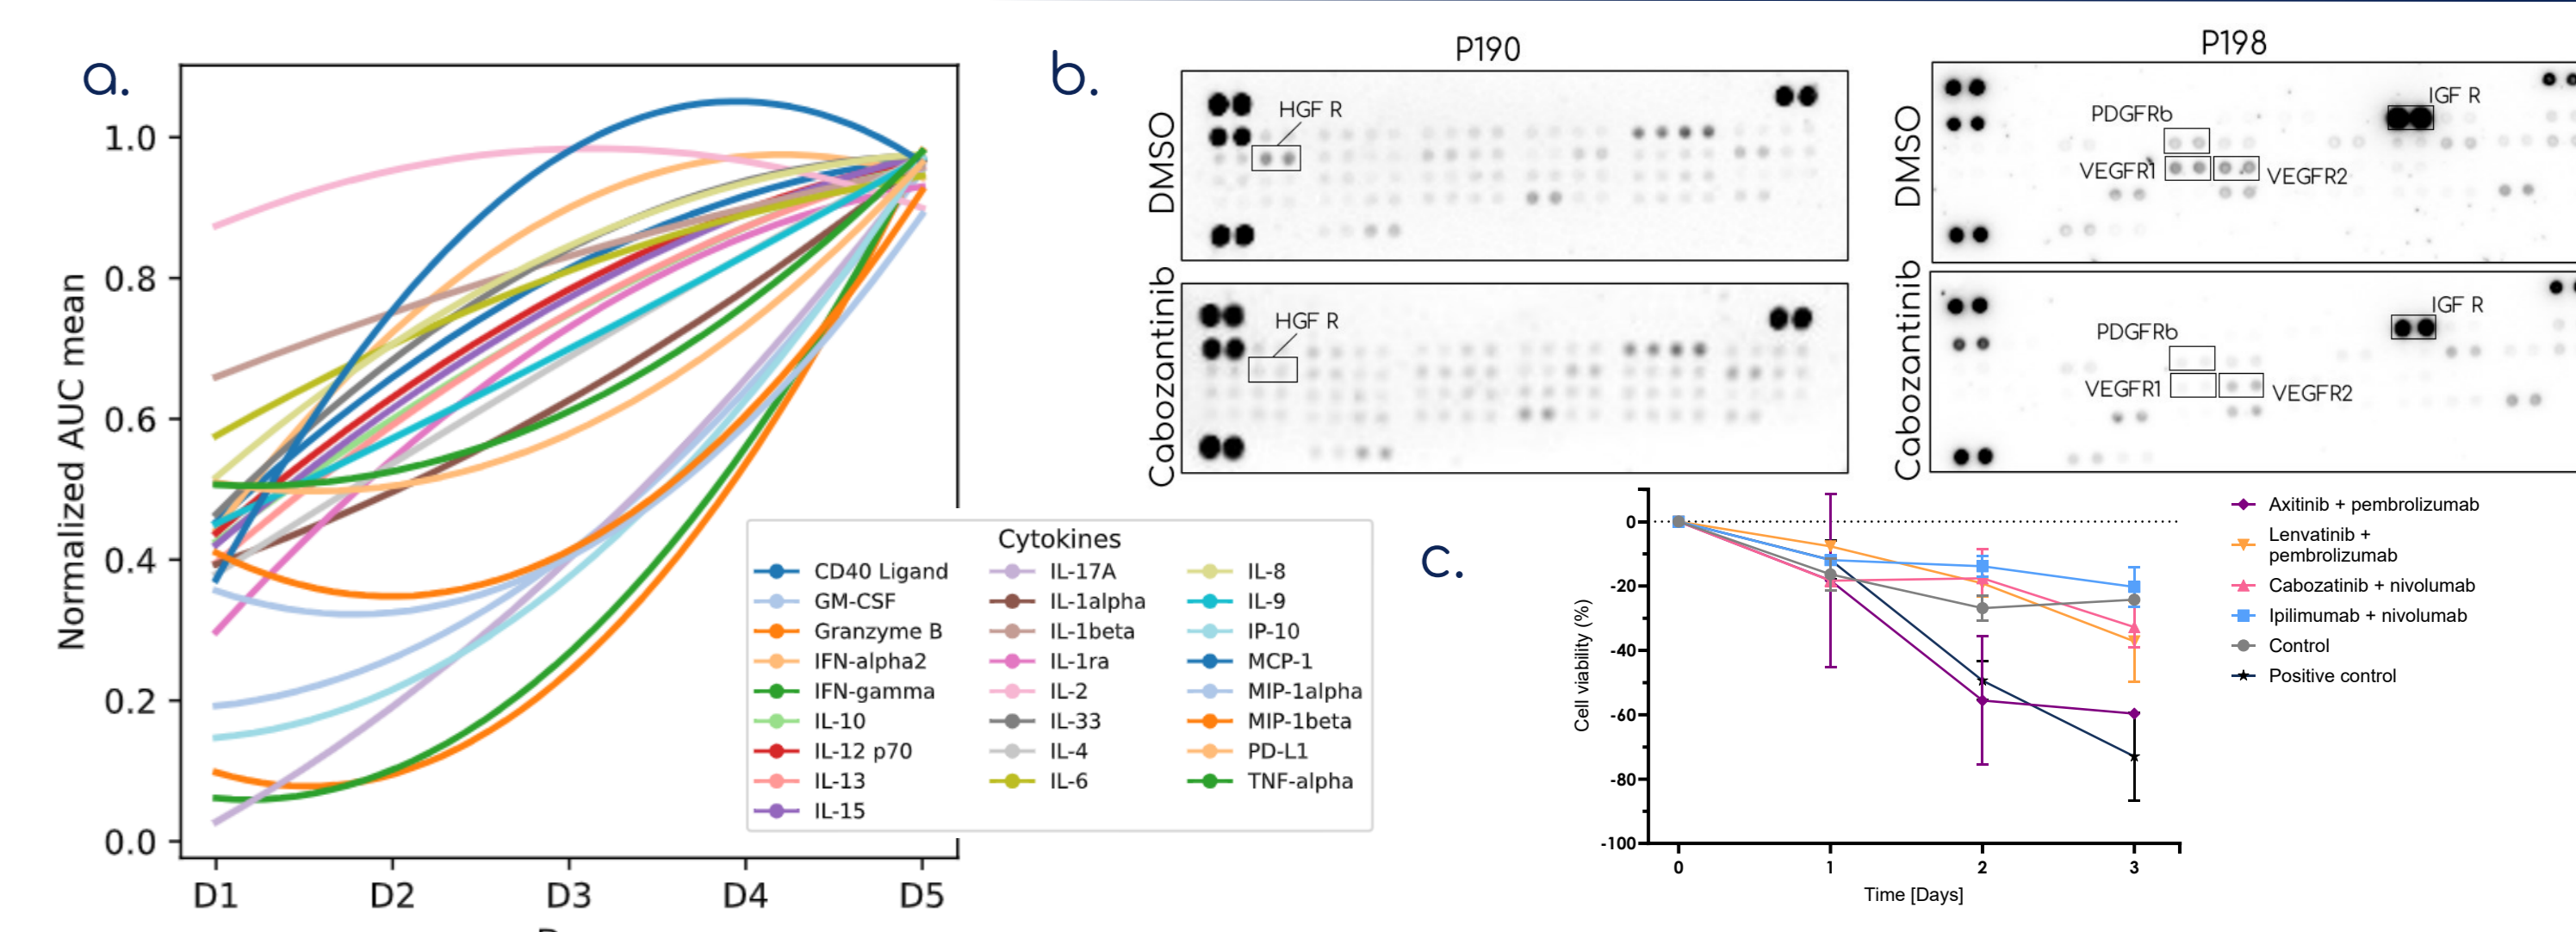 a.
Normalized AUC mean
1.0
0.8
0.6
0.4
0.2
0.0
D1 D2 D3 D4 D5
Cytokines
CD40 Ligand
GM-CSF
Granzyme B
IFN-alpha2
IFN-gamma
IL-10
IL-12 p70
IL-13
IL-15
IL-17A
IL-1alpha
IL-1beta
IL-1ra
IL-2
IL-33
IL-4
IL-6
IL-8
IL-9
IP-10
MCP-1
MIP-1alpha
MIP-1beta
PD-L1
TNF-alpha
b.
P190
DMSO
HGF R
Cabozantinib
HGF R
P198
DMSO
PDGFRb
IGF R
VEGFR1
VEGFR2
Cabozantinib
PDGFRb
IGF R
VEGFR1
VEGFR2
c.
Cell viability (%)
0
-20
-40
-60
-80
-100
0 1 2 3
Time [Days]
Axitinib + pembrolizumab
Lenvatinib +
pembrolizumab
Cabozatinib + nivolumab
Ipilimumab + nivolumab
Control
Positive control